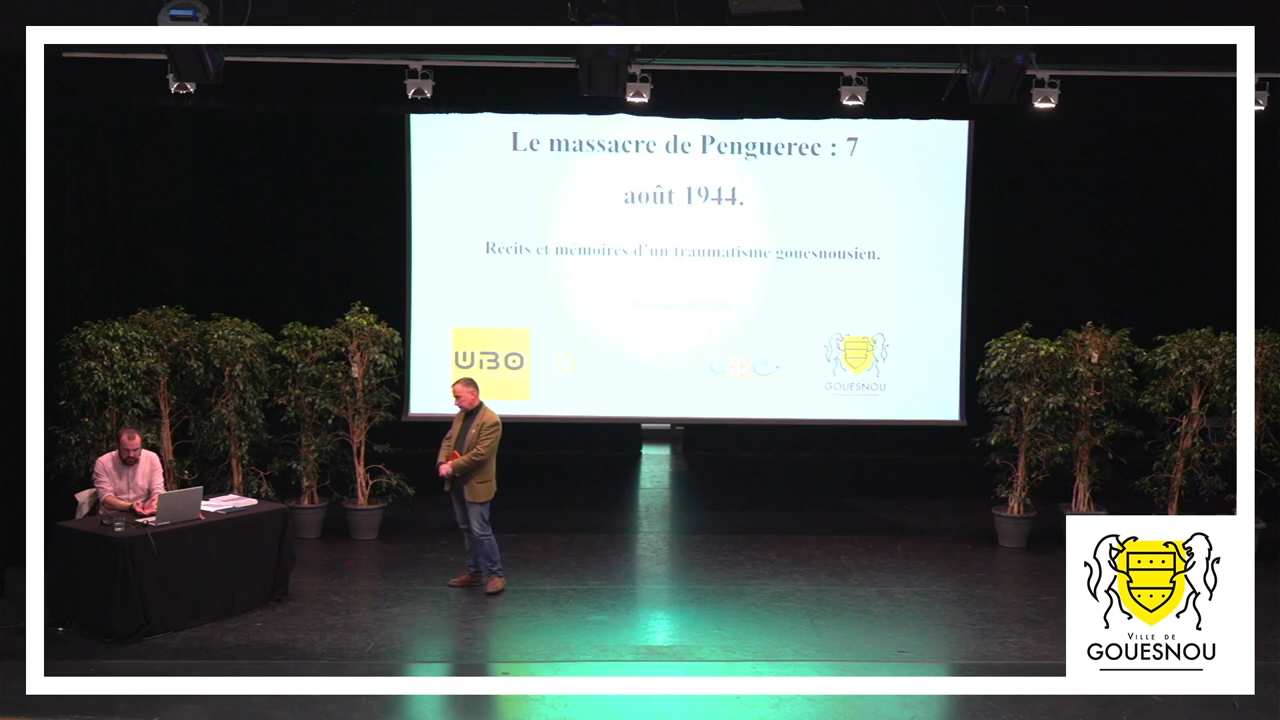 Le massacre de Penguerec : 7
août 1944.
Récits et mémoires d'un traumatisme gouesnousien.
UBO
GOUESNOU
VILLE DE
GOUESNOU